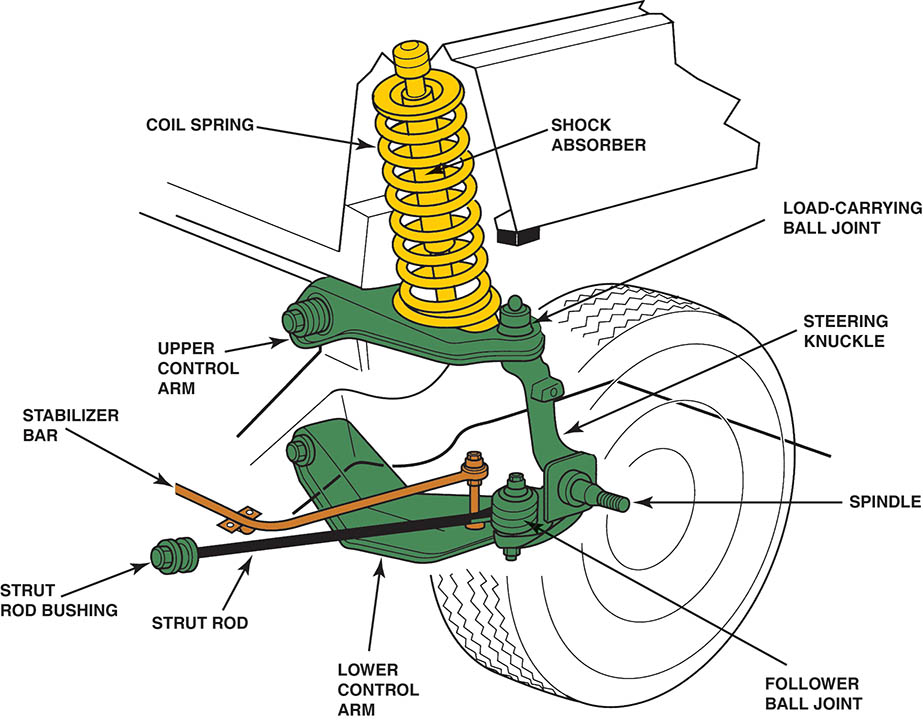 COIL SPRING
SHOCK
ABSORBER
LOAD-CARRYING
BALL JOINT
STEERING
KNUCKLE
UPPER
CONTROL
ARM
STABILIZER
BAR
SPINDLE
STRUT
ROD BUSHING
STRUT ROD
LOWER
CONTROL
ARM
FOLLOWER
BALL JOINT